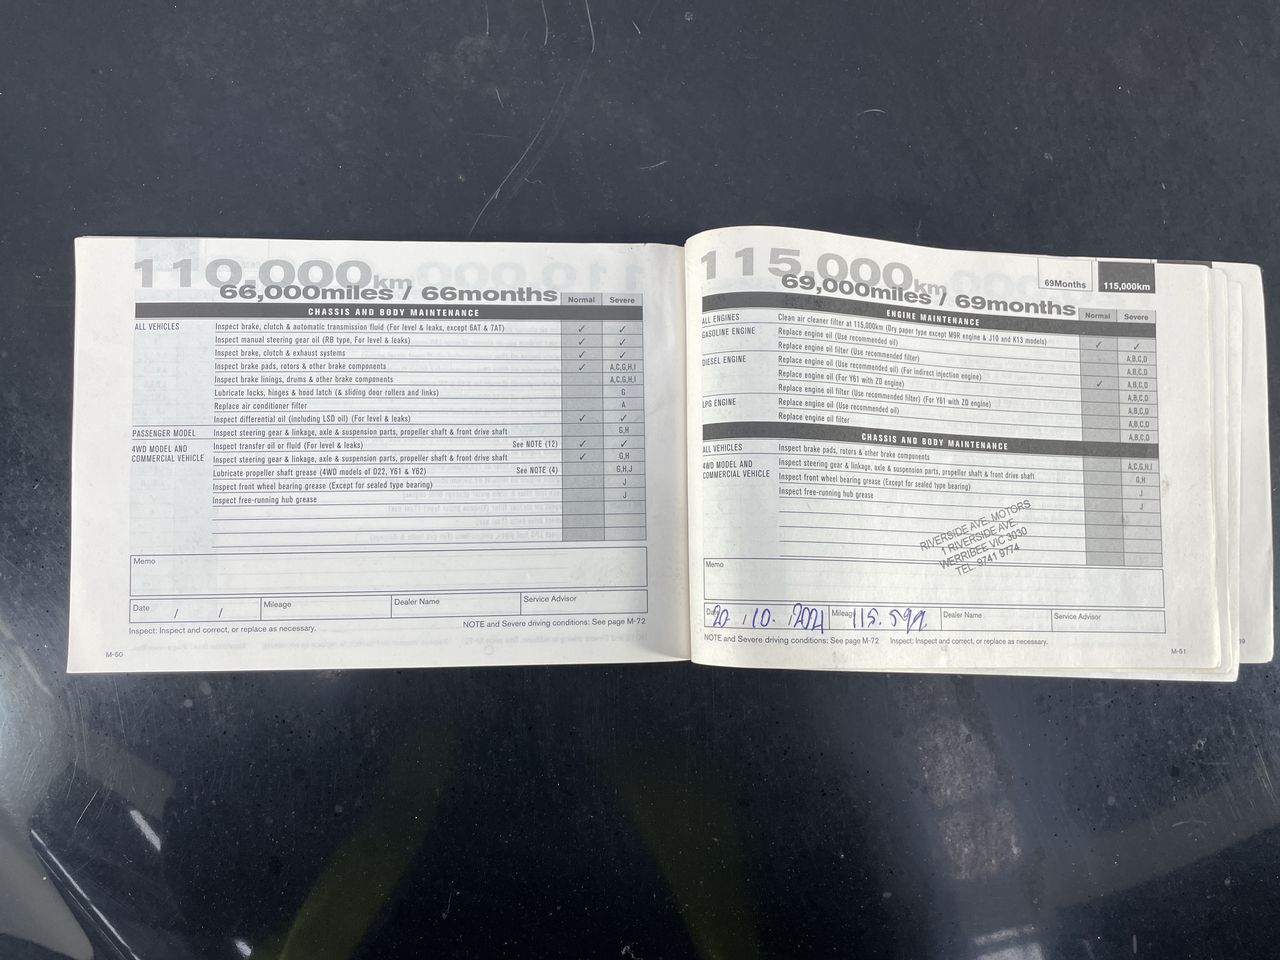 110,000km
66,000miles / 66months
Normal Severe
CHASSIS AND BODY MAINTENANCE
ALL VEHICLES Inspect brake, clutch & automatic transmission fluid (For level & leaks, except 6AT & 7AT) ✓ ✓
Inspect manual steering gear oil (RB type, For level & leaks) ✓ ✓
Inspect brake, clutch & exhaust systems ✓ ✓
Inspect brake pads, rotors & other brake components ✓ A,C,G,H,I
Inspect brake linings, drums & other brake components A,C,G,H,I
Lubricate locks, hinges & hood latch (& sliding door rollers and links) G
Replace air conditioner filter A
Inspect differential oil (including LSD oil) (For level & leaks) ✓ ✓
PASSENGER MODEL Inspect steering gear & linkage, axle & suspension parts, propeller shaft & front drive shaft G,H
4WD MODEL AND COMMERCIAL VEHICLE Inspect transfer oil or fluid (For level & leaks) See NOTE (12) ✓ ✓
Inspect steering gear & linkage, axle & suspension parts, propeller shaft & front drive shaft ✓ G,H
Lubricate propeller shaft grease (4WD models of D22, Y61 & Y62) See NOTE (4) G,H,J
Inspect front wheel bearing grease (Except for sealed type bearing) J
Inspect free-running hub grease J
Memo
Date / / Mileage Dealer Name Service Advisor
Inspect: Inspect and correct, or replace as necessary. NOTE and Severe driving conditions: See page M-72
M-50
115,000km
69,000miles / 69months
69Months 115,000km
Normal Severe
ENGINE MAINTENANCE
ALL ENGINES Clean air cleaner filter at 115,000km (Dry paper type except M9R engine & J10 and K13 models) ✓ ✓
GASOLINE ENGINE Replace engine oil (Use recommended oil) A,B,C,D
Replace engine oil filter (Use recommended filter) A,B,C,D
DIESEL ENGINE Replace engine oil (Use recommended oil) (For indirect injection engine) ✓ A,B,C,D
Replace engine oil (For Y61 with ZD engine) A,B,C,D
Replace engine oil filter (Use recommended filter) (For Y61 with ZD engine) A,B,C,D
LPG ENGINE Replace engine oil (Use recommended oil) A,B,C,D
Replace engine oil filter A,B,C,D
CHASSIS AND BODY MAINTENANCE
ALL VEHICLES Inspect brake pads, rotors & other brake components A,C,G,H,I
4WD MODEL AND COMMERCIAL VEHICLE Inspect steering gear & linkage, axle & suspension parts, propeller shaft & front drive shaft G,H
Inspect front wheel bearing grease (Except for sealed type bearing) J
Inspect free-running hub grease J
RIVERSIDE AVE. MOTORS
1 RIVERSIDE AVE.
WERRIBEE VIC 3030
TEL: 9741 9774
Memo
Date 20 / 10 / 2021 Mileage 115.599 Dealer Name Service Advisor
NOTE and Severe driving conditions: See page M-72 Inspect: Inspect and correct, or replace as necessary.
M-51